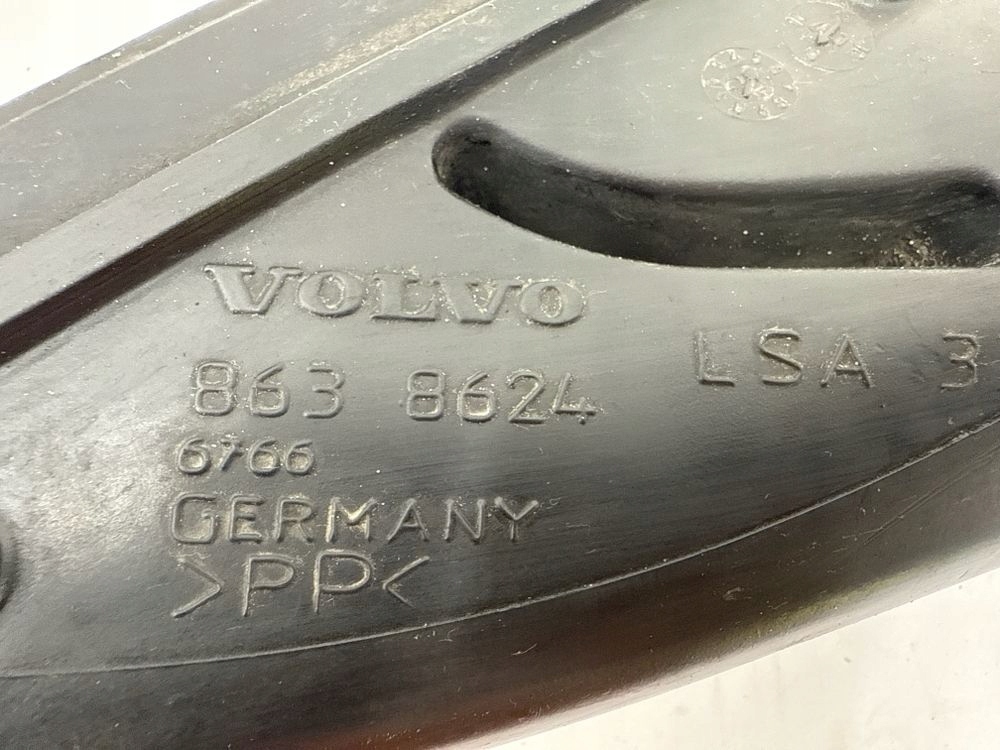 VOLVO
863 8624
LSA 3
6766
GERMANY
>PP<